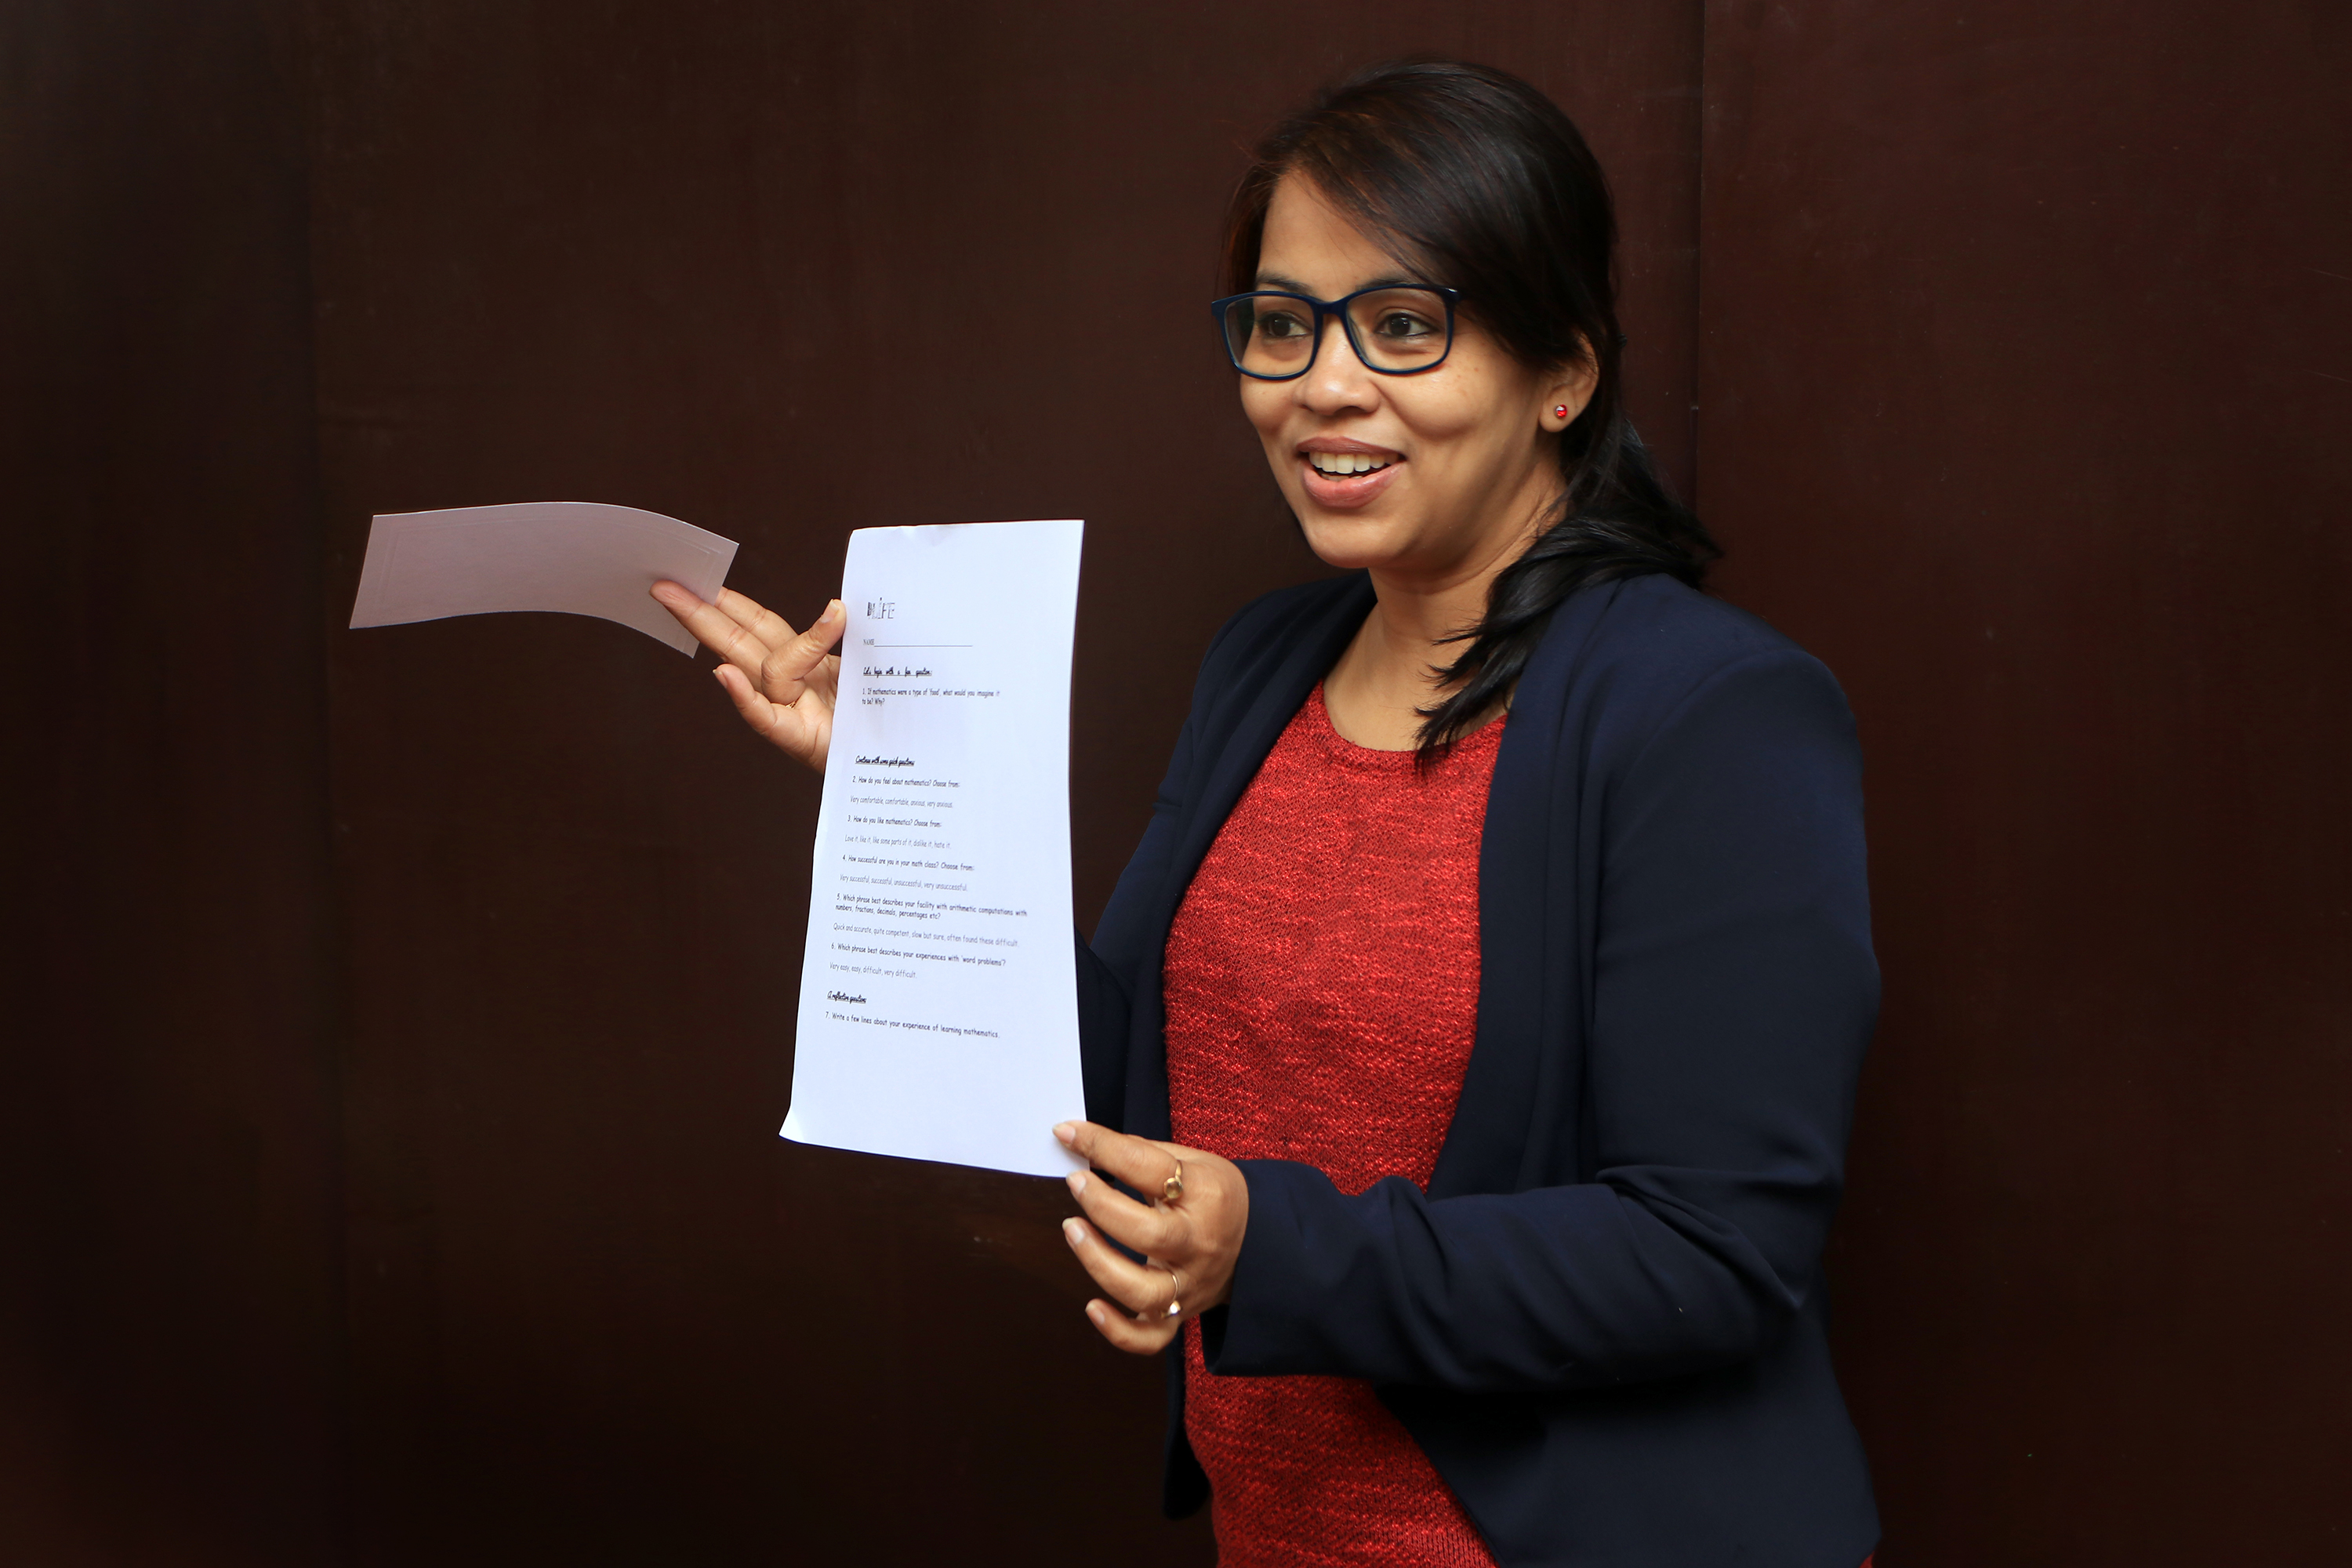 NAME
Let's begin with a few questions:
1. If mathematics were a type of food, what would you imagine it
to be? Why?
Continue with some quick questions
2. How do you feel about mathematics? Choose from:
Very comfortable, comfortable, anxious, very anxious.
3. How do you like mathematics? Choose from:
Love it, like it, like some parts of it, dislike it, hate it.
4. How successful are you in your math class? Choose from:
Very successful, successful, unsuccessful, very unsuccessful.
5. Which phrase best describes your facility with arithmetic computations with
numbers, fractions, decimals, percentages etc?
Quick and accurate, quite competent, slow but sure, often found these difficult.
6. Which phrase best describes your experiences with 'word problems'?
Very easy, easy, difficult, very difficult.
A reflective questions
7. Write a few lines about your experience of learning mathematics.